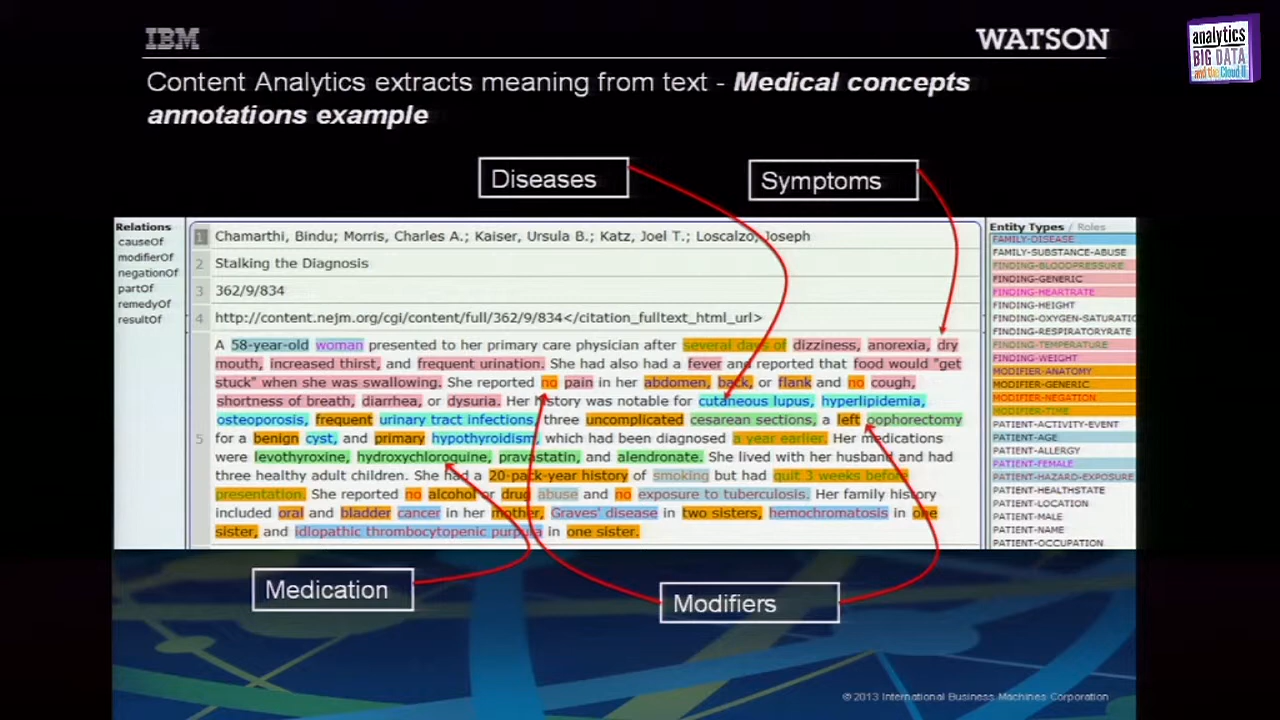 IBM
WATSON
analytics
BIG DATA
and the Cloud II
Content Analytics extracts meaning from text - Medical concepts
annotations example
Diseases
Symptoms
Relations
causeOf
modifierOf
negationOf
partOf
remedyOf
resultOf
1 Chamarthi, Bindu; Morris, Charles A.; Kaiser, Ursula B.; Katz, Joel T.; Loscalzo, Joseph
2 Stalking the Diagnosis
3 362/9/834
4 http://content.nejm.org/cgi/content/full/362/9/834</citation_fulltext_html_url>
5
A 58-year-old woman presented to her primary care physician after several days of dizziness, anorexia, dry
mouth, increased thirst, and frequent urination. She had also had a fever and reported that food would "get
stuck" when she was swallowing. She reported no pain in her abdomen, back, or flank and no cough,
shortness of breath, diarrhea, or dysuria. Her history was notable for cutaneous lupus, hyperlipidemia,
osteoporosis, frequent urinary tract infections, three uncomplicated cesarean sections, a left oophorectomy
for a benign cyst, and primary hypothyroidism, which had been diagnosed a year earlier. Her medications
were levothyroxine, hydroxychloroquine, pravastatin, and alendronate. She lived with her husband and had
three healthy adult children. She had a 20-pack-year history of smoking but had quit 3 weeks before
presentation. She reported no alcohol or drug abuse and no exposure to tuberculosis. Her family history
included oral and bladder cancer in her mother, Graves' disease in two sisters, hemochromatosis in one
sister, and idiopathic thrombocytopenic purpura in one sister.
Entity Types / Roles
FAMILY-DISEASE
FAMILY-SUBSTANCE-ABUSE
FINDING-BLOODPRESSURE
FINDING-GENERIC
FINDING-HEARTRATE
FINDING-HEIGHT
FINDING-OXYGEN-SATURATIO
FINDING-RESPIRATORYRATE
FINDING-TEMPERATURE
FINDING-WEIGHT
MODIFIER-ANATOMY
MODIFIER-GENERIC
MODIFIER-NEGATION
MODIFIER-TIME
PATIENT-ACTIVITY-EVENT
PATIENT-AGE
PATIENT-ALLERGY
PATIENT-FEMALE
PATIENT-HAZARD-EXPOSURE
PATIENT-HEALTHSTATE
PATIENT-LOCATION
PATIENT-MALE
PATIENT-NAME
PATIENT-OCCUPATION
Medication
Modifiers
© 2013 International Business Machines Corporation